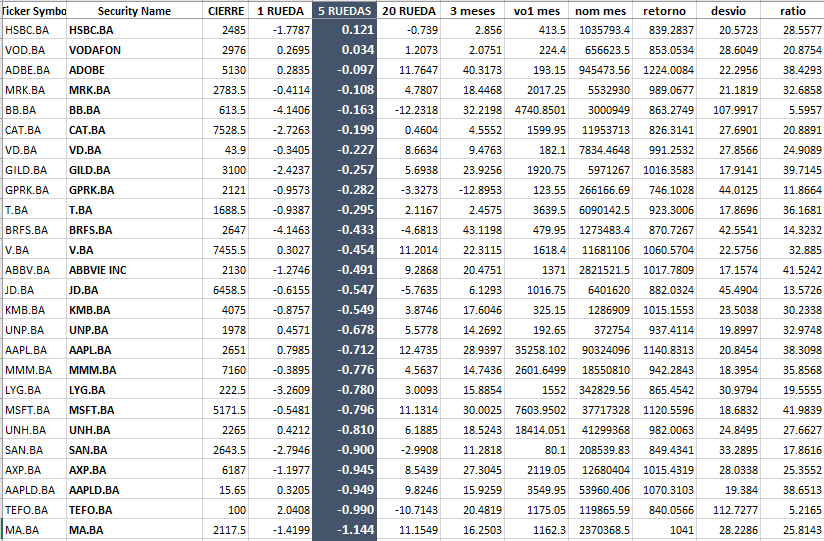 Ticker Symbo Security Name CIERRE 1 RUEDA 5 RUEDAS 20 RUEDA 3 meses vo1 mes nom mes retorno desvio ratio
HSBC.BA HSBC.BA 2485 -1.7787 0.121 -0.739 2.856 413.5 1035793.4 839.2837 20.5723 28.5577
VOD.BA VODAFON 2976 0.2695 0.034 1.2073 2.0751 224.4 656623.5 853.0534 28.6049 20.8754
ADBE.BA ADOBE 5130 0.2835 -0.097 11.7647 40.3173 193.15 945473.56 1224.0084 22.2956 38.4293
MRK.BA MRK.BA 2783.5 -0.4114 -0.108 4.7807 18.4468 2017.25 5532930 989.0677 21.1819 32.6858
BB.BA BB.BA 613.5 -4.1406 -0.163 -12.2318 32.2198 4740.8501 3000949 863.2749 107.9917 5.5957
CAT.BA CAT.BA 7528.5 -2.7263 -0.199 0.4604 4.5552 1599.95 11953713 826.3141 27.6901 20.8891
VD.BA VD.BA 43.9 -0.3405 -0.227 8.6634 9.4763 182.1 7834.4648 991.2532 27.8566 24.9089
GILD.BA GILD.BA 3100 -2.4237 -0.257 5.6938 23.9256 1920.75 5971267 1016.3583 17.9141 39.7145
GPRK.BA GPRK.BA 2121 -0.9573 -0.282 -3.3273 -12.8953 123.55 266166.69 746.1028 44.0125 11.8664
T.BA T.BA 1688.5 -0.9387 -0.295 2.1167 2.4575 3639.5 6090142.5 923.3006 17.8696 36.1681
BRFS.BA BRFS.BA 2647 -4.1463 -0.433 -4.6813 43.1198 479.95 1273483.4 870.7267 42.5541 14.3232
V.BA V.BA 7455.5 0.3027 -0.454 11.2014 22.3115 1618.4 11681106 1060.5704 22.5756 32.885
ABBV.BA ABBVIE INC 2130 -1.2746 -0.491 9.2868 20.4751 1371 2821521.5 1017.7809 17.1574 41.5242
JD.BA JD.BA 6458.5 -0.6155 -0.547 -5.7635 6.1293 1016.75 6401620 882.0324 45.4904 13.5726
KMB.BA KMB.BA 4075 -0.8757 -0.549 3.8746 17.6046 325.15 1286909 1015.1553 23.5038 30.2338
UNP.BA UNP.BA 1978 0.4571 -0.678 5.5778 14.2692 192.65 372754 937.4114 19.8997 32.9748
AAPL.BA AAPL.BA 2651 0.7985 -0.712 12.4735 28.9397 35258.102 90324096 1140.8313 20.8454 38.3098
MMM.BA MMM.BA 7160 -0.3895 -0.776 4.5637 14.7436 2601.6499 18550810 942.2843 18.3954 35.8568
LYG.BA LYG.BA 222.5 -3.2609 -0.780 3.0093 15.8854 1552 342829.56 865.4542 30.9794 19.5555
MSFT.BA MSFT.BA 5171.5 -0.5481 -0.796 11.1314 30.0025 7603.9502 37717328 1120.5596 18.6832 41.9839
UNH.BA UNH.BA 2265 0.4212 -0.810 6.1885 18.5243 18414.051 41299368 982.0063 24.8495 27.6627
SAN.BA SAN.BA 2643.5 -2.7946 -0.900 -2.9908 11.2818 80.1 208539.83 849.4341 33.2895 17.8616
AXP.BA AXP.BA 6187 -1.1977 -0.945 8.5439 27.3045 2119.05 12680404 1015.4319 28.0338 25.3552
AAPLD.BA AAPLD.BA 15.65 0.3205 -0.949 9.8246 15.9259 3549.95 53960.406 1070.3103 19.384 38.6513
TEFO.BA TEFO.BA 100 2.0408 -0.990 -10.7143 20.4819 1175.05 119865.59 840.0566 112.7277 5.2165
MA.BA MA.BA 2117.5 -1.4199 -1.144 11.1549 16.2503 1162.3 2370368.5 1041 28.2286 25.8143